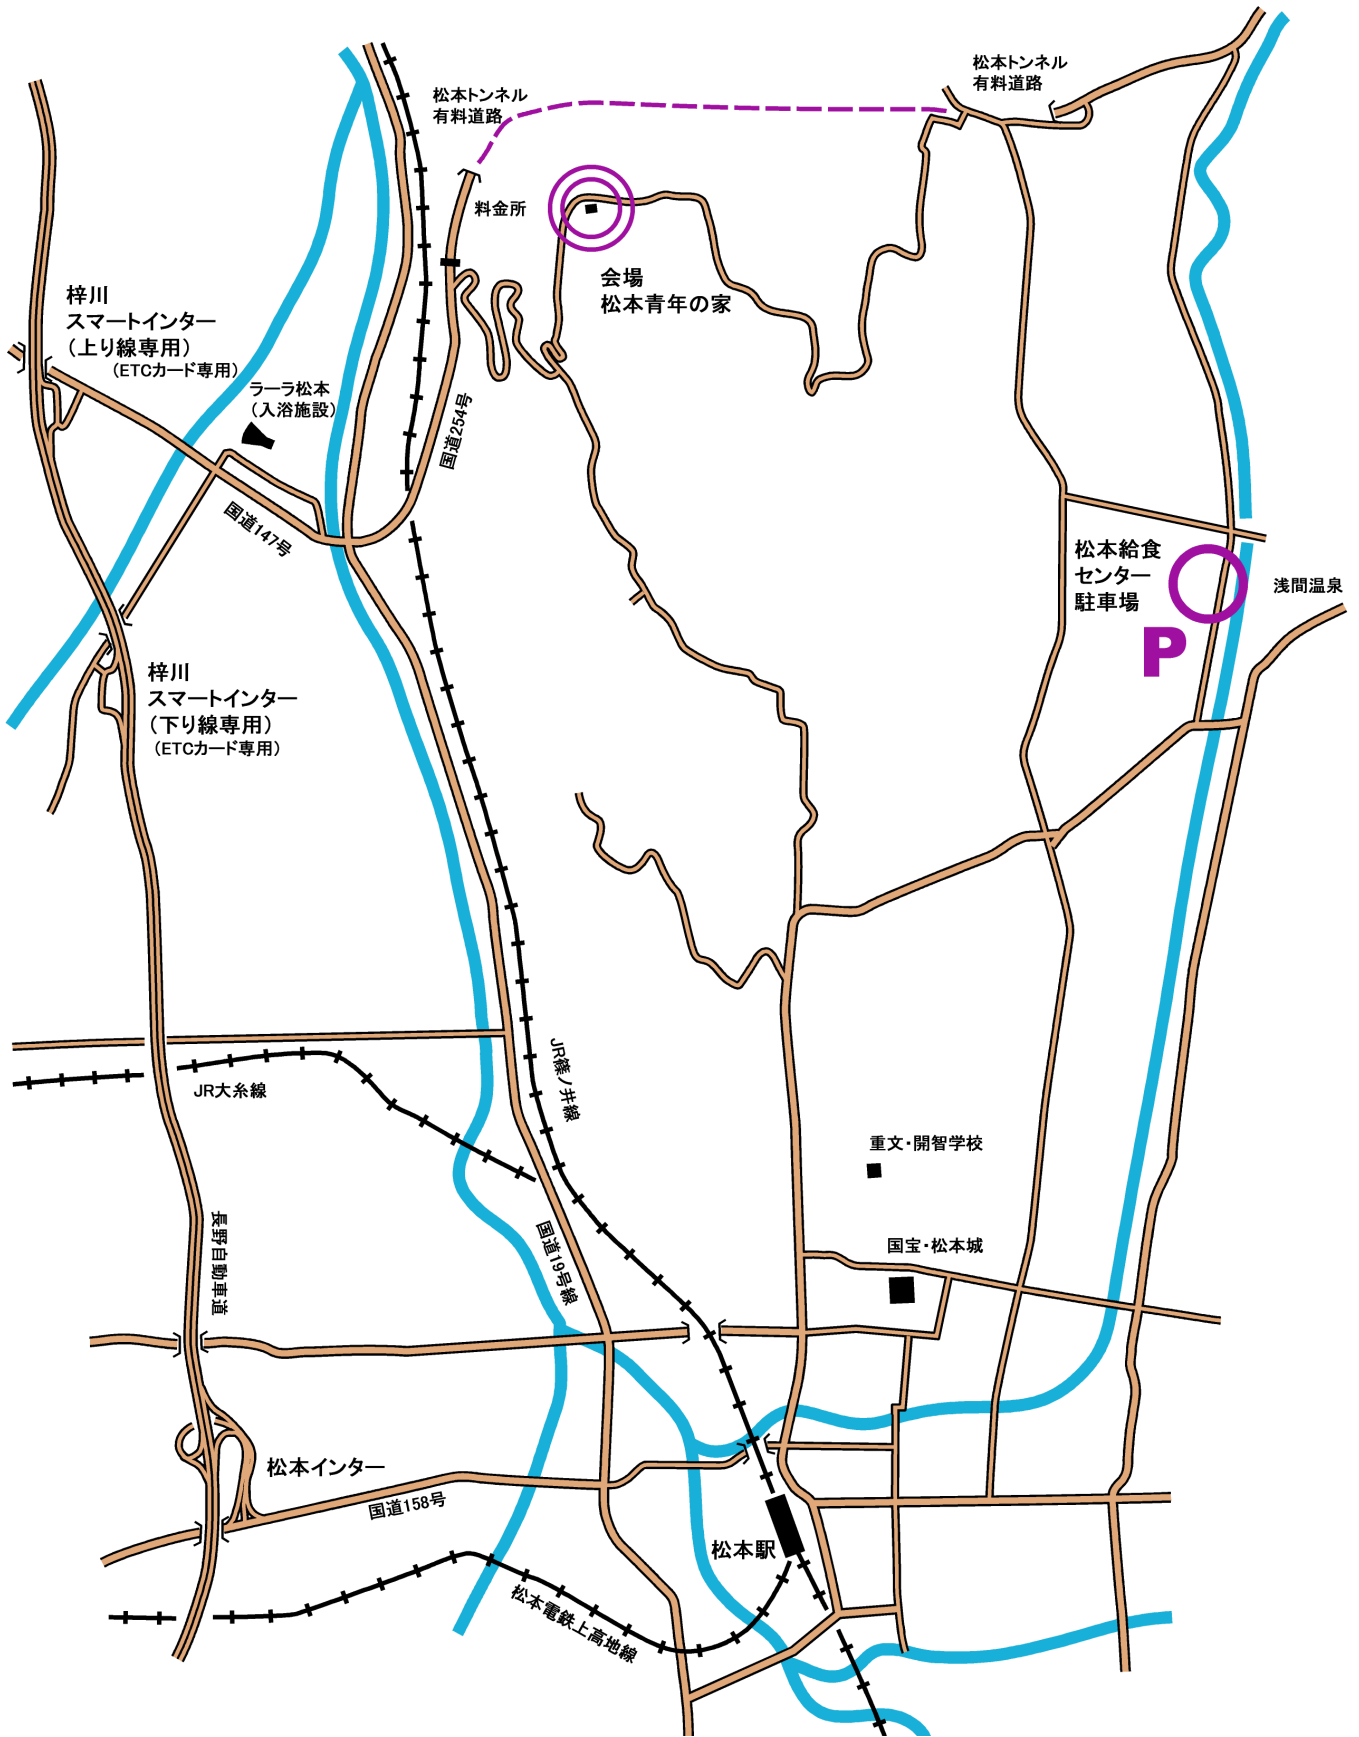 松本トンネル
有料道路
松本トンネル
有料道路
料金所
会場
松本青年の家
梓川
スマートインター
（上り線専用）
（ETCカード専用）
ラーラ松本
（入浴施設）
国道254号
国道147号
松本給食
センター
駐車場
P
浅間温泉
梓川
スマートインター
（下り線専用）
（ETCカード専用）
JR大糸線
JR篠ノ井線
重文・開智学校
国宝・松本城
長野自動車道
国道19号線
松本インター
国道158号
松本駅
松本電鉄上高地線